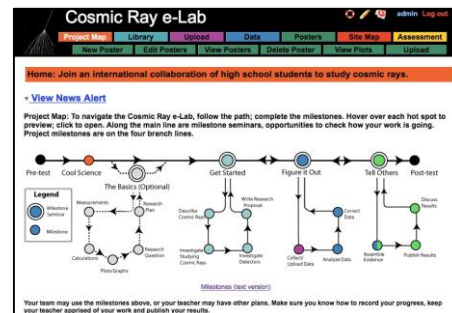 Cosmic Ray e-Lab
admin Log out
Project Map Library Upload Data Posters Site Map Assessment
New Poster Edit Posters View Posters Delete Poster View Plots Upload
Home: Join an international collaboration of high school students to study cosmic rays.
View News Alert
Project Map: To navigate the Cosmic Ray e-Lab, follow the path; complete the milestones. Hover over each hot spot to
preview; click to open. Along the main line are milestone seminars, opportunities to check how your work is going.
Project milestones are on the four branch lines.
Pre-test Cool Science The Basics (Optional) Get Started Figure it Out Tell Others Post-test
Legend
Milestone Seminar
Milestone
Measurements
Research Plan
Calculations
Research Question
Plots/Graphs
Describe Cosmic Rays
Write Research Proposal
Investigate Studying Cosmic Rays
Investigate Detectors
Correct Data
Collect/ Upload Data
Analyze Data
Discuss Results
Assemble Evidence
Publish Results
Milestones (text version)
Your team may use the milestones above, or your teacher may have other plans. Make sure you know how to record your progress, keep
your teacher apprised of your work and publish your results.